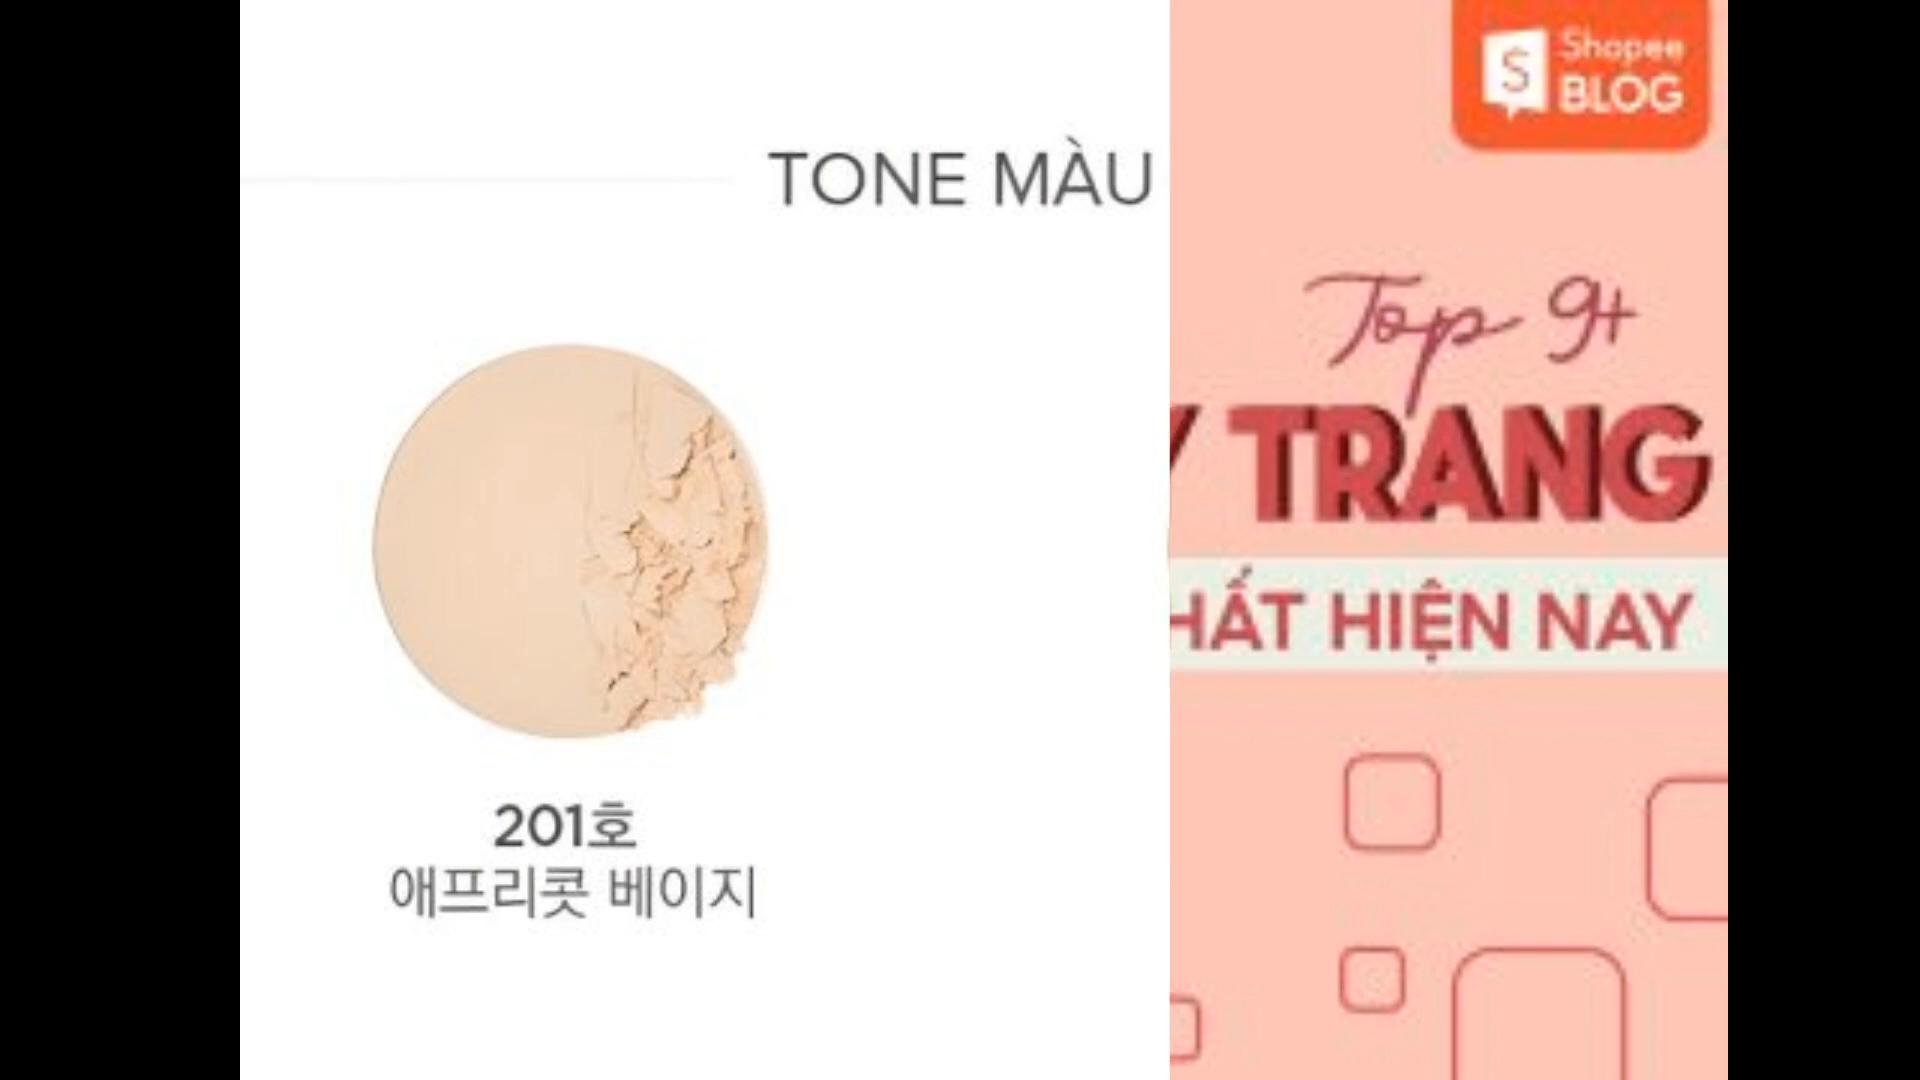 TONE MÀU
201호
애프리콧 베이지
Shopee
BLOG
Top 9+
TRANG
HẤT HIỆN NAY